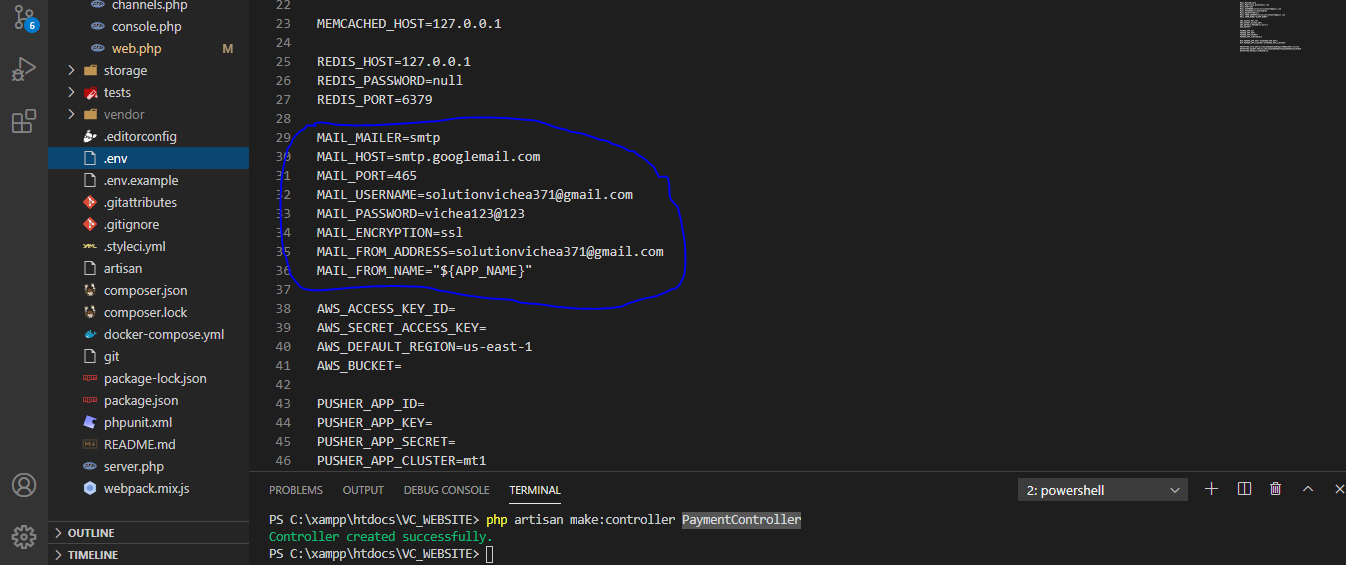 channels.php
console.php
web.php M
storage
tests
vendor
.editorconfig
.env
.env.example
.gitattributes
.gitignore
.styleci.yml
artisan
composer.json
composer.lock
docker-compose.yml
git
package-lock.json
package.json
phpunit.xml
README.md
server.php
webpack.mix.js
OUTLINE
TIMELINE
6
22
23 MEMCACHED_HOST=127.0.0.1
24
25 REDIS_HOST=127.0.0.1
26 REDIS_PASSWORD=null
27 REDIS_PORT=6379
28
29 MAIL_MAILER=smtp
30 MAIL_HOST=smtp.googlemail.com
31 MAIL_PORT=465
32 MAIL_USERNAME=solutionvichea371@gmail.com
33 MAIL_PASSWORD=vichea123@123
34 MAIL_ENCRYPTION=ssl
35 MAIL_FROM_ADDRESS=solutionvichea371@gmail.com
36 MAIL_FROM_NAME="${APP_NAME}"
37
38 AWS_ACCESS_KEY_ID=
39 AWS_SECRET_ACCESS_KEY=
40 AWS_DEFAULT_REGION=us-east-1
41 AWS_BUCKET=
42
43 PUSHER_APP_ID=
44 PUSHER_APP_KEY=
45 PUSHER_APP_SECRET=
46 PUSHER_APP_CLUSTER=mt1
PROBLEMS OUTPUT DEBUG CONSOLE TERMINAL 2: powershell
PS C:\xampp\htdocs\VC_WEBSITE> php artisan make:controller PaymentController
Controller created successfully.
PS C:\xampp\htdocs\VC_WEBSITE>